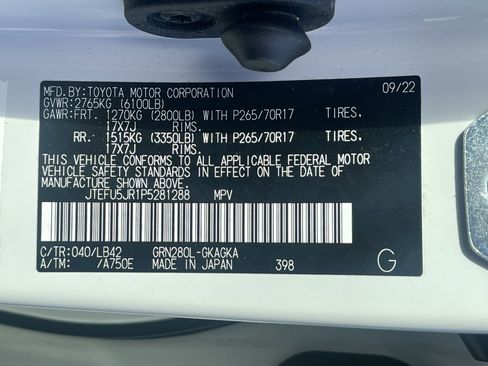 MFD.BY:TOYOTA MOTOR CORPORATION 09/22
GVWR:2765KG (6100LB)
GAWR:FRT. 1270KG (2800LB) WITH P265/70R17 TIRES.
17X7J RIMS.
RR. 1515KG (3350LB) WITH P265/70R17 TIRES.
17X7J RIMS.
THIS VEHICLE CONFORMS TO ALL APPLICABLE FEDERAL MOTOR
VEHICLE SAFETY STANDARDS IN EFFECT ON THE DATE OF
MANUFACTURE SHOWN ABOVE.
JTEFU5JR1P5281288 MPV
C/TR:040/LB42 GRN280L-GKAGKA
A/TM: /A750E MADE IN JAPAN 398 G